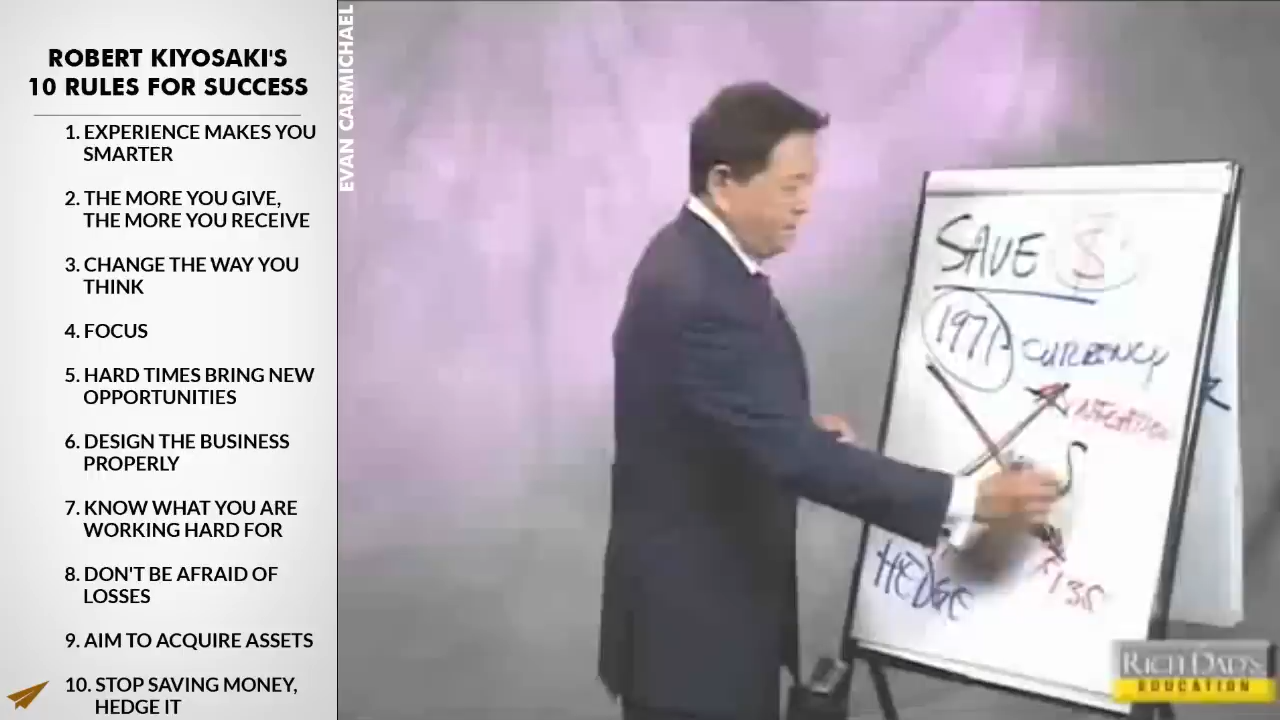 ROBERT KIYOSAKI'S
10 RULES FOR SUCCESS
1. EXPERIENCE MAKES YOU
SMARTER
2. THE MORE YOU GIVE,
THE MORE YOU RECEIVE
3. CHANGE THE WAY YOU
THINK
4. FOCUS
5. HARD TIMES BRING NEW
OPPORTUNITIES
6. DESIGN THE BUSINESS
PROPERLY
7. KNOW WHAT YOU ARE
WORKING HARD FOR
8. DON'T BE AFRAID OF
LOSSES
9. AIM TO ACQUIRE ASSETS
10. STOP SAVING MONEY,
HEDGE IT
EVAN CARMICHAEL
SAVE $
1971
CURRENCY
HEDGE
RICH DAD'S
EDUCATION